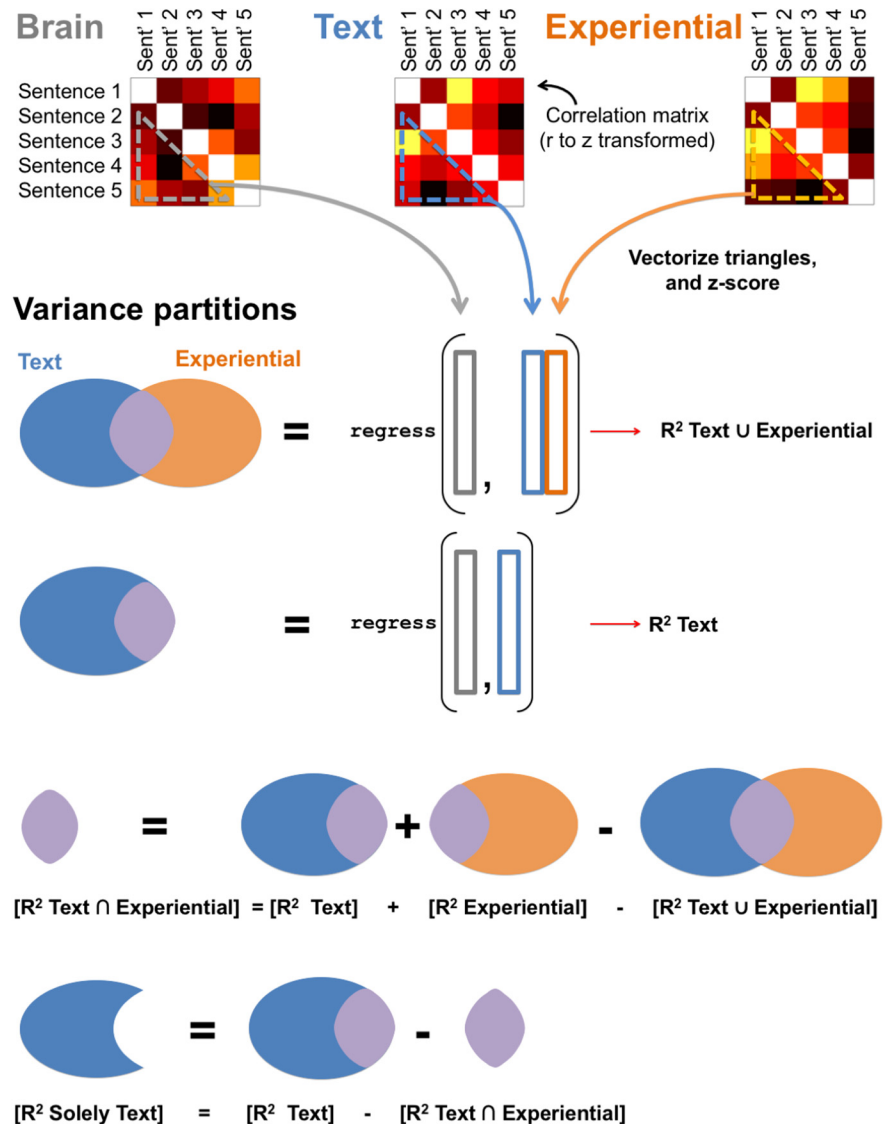 Brain Text Experiential
Sent' 1 Sent' 2 Sent' 3 Sent' 4 Sent' 5
Sent' 1 Sent' 2 Sent' 3 Sent' 4 Sent' 5
Sent' 1 Sent' 2 Sent' 3 Sent' 4 Sent' 5
Sentence 1
Sentence 2
Sentence 3
Sentence 4
Sentence 5
Correlation matrix
(r to z transformed)
Vectorize triangles,
and z-score
Variance partitions
Text Experiential
= regress ( , ) R² Text ∪ Experiential
= regress ( , ) R² Text
= + -
[R² Text ∩ Experiential] = [R² Text] + [R² Experiential] - [R² Text ∪ Experiential]
= -
[R² Solely Text] = [R² Text] - [R² Text ∩ Experiential]